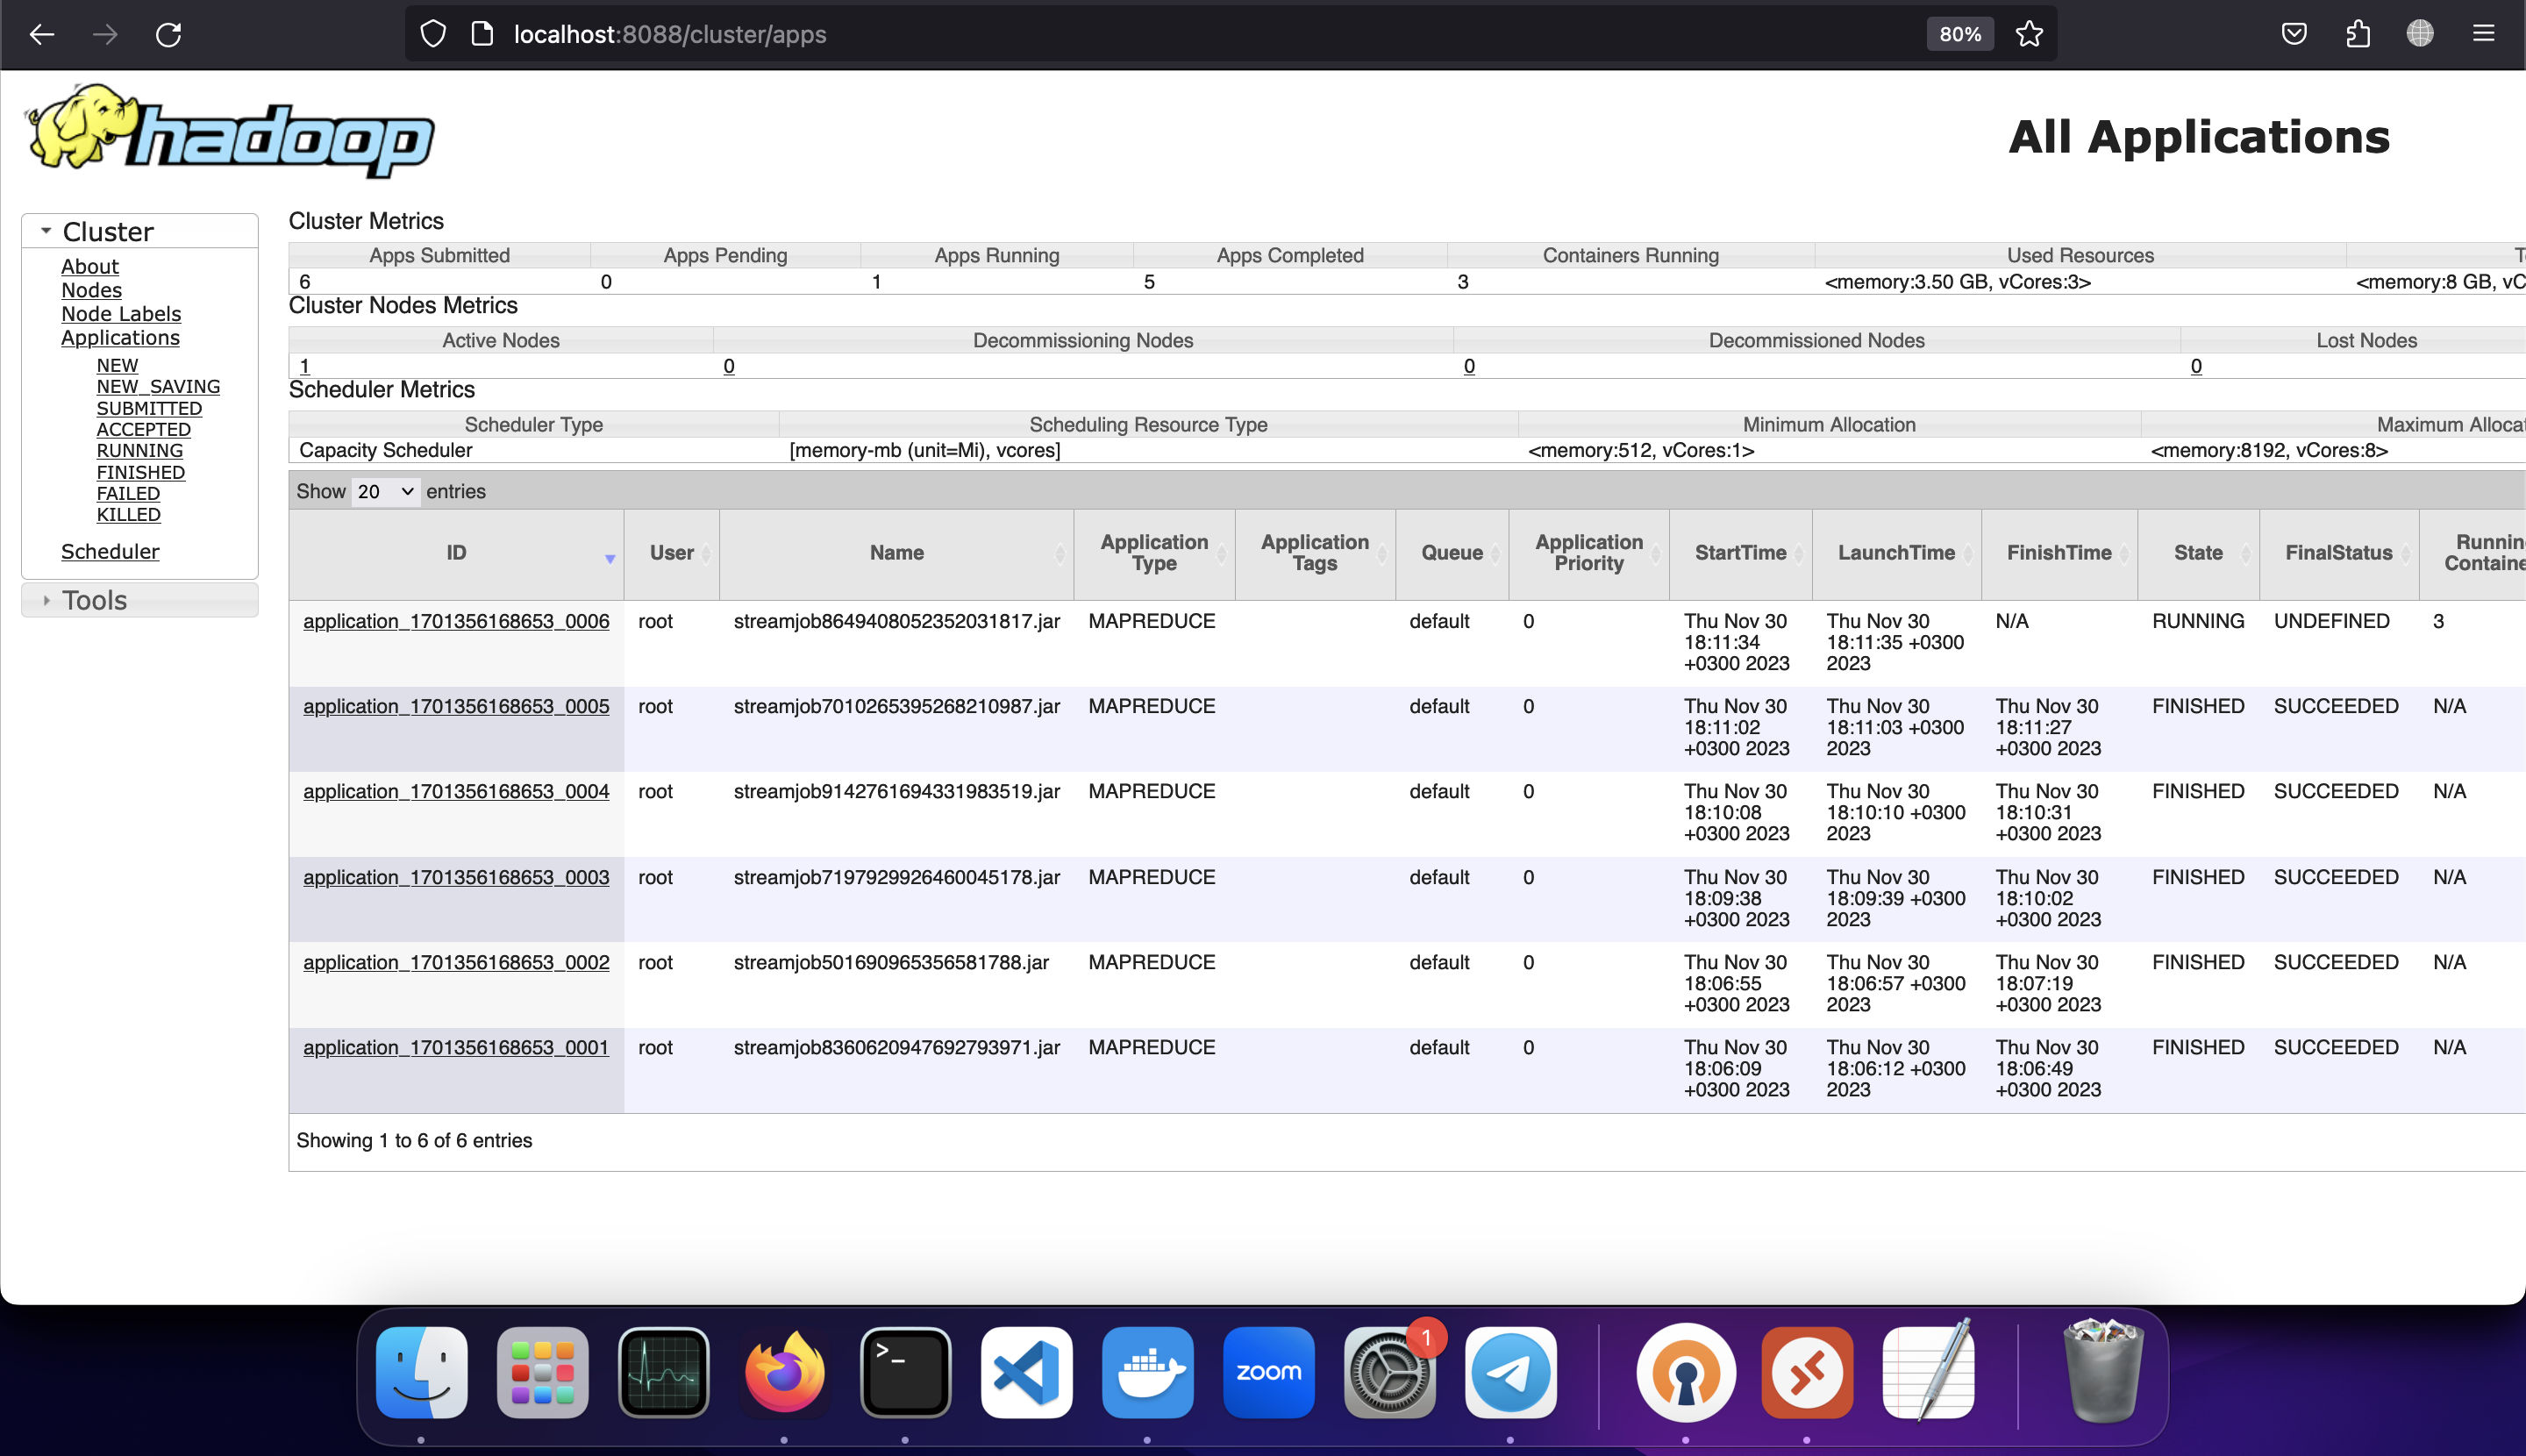 localhost:8088/cluster/apps
80%
hadoop
All Applications
Cluster
About
Nodes
Node Labels
Applications
NEW
NEW_SAVING
SUBMITTED
ACCEPTED
RUNNING
FINISHED
FAILED
KILLED
Scheduler
Tools
Cluster Metrics
Apps Submitted Apps Pending Apps Running Apps Completed Containers Running Used Resources
6 0 1 5 3 <memory:3.50 GB, vCores:3> <memory:8 GB, vC
Cluster Nodes Metrics
Active Nodes Decommissioning Nodes Decommissioned Nodes Lost Nodes
1 0 0 0
Scheduler Metrics
Scheduler Type Scheduling Resource Type Minimum Allocation Maximum Alloca
Capacity Scheduler [memory-mb (unit=Mi), vcores] <memory:512, vCores:1> <memory:8192, vCores:8>
Show 20 entries
ID User Name Application Type Application Tags Queue Application Priority StartTime LaunchTime FinishTime State FinalStatus Runnin Containe
application_1701356168653_0006 root streamjob8649408052352031817.jar MAPREDUCE default 0 Thu Nov 30 Thu Nov 30 N/A RUNNING UNDEFINED 3
18:11:34 18:11:35 +0300
+0300 2023 2023
application_1701356168653_0005 root streamjob7010265395268210987.jar MAPREDUCE default 0 Thu Nov 30 Thu Nov 30 Thu Nov 30 FINISHED SUCCEEDED N/A
18:11:02 18:11:03 +0300 18:11:27
+0300 2023 2023 +0300 2023
application_1701356168653_0004 root streamjob9142761694331983519.jar MAPREDUCE default 0 Thu Nov 30 Thu Nov 30 Thu Nov 30 FINISHED SUCCEEDED N/A
18:10:08 18:10:10 +0300 18:10:31
+0300 2023 2023 +0300 2023
application_1701356168653_0003 root streamjob7197929926460045178.jar MAPREDUCE default 0 Thu Nov 30 Thu Nov 30 Thu Nov 30 FINISHED SUCCEEDED N/A
18:09:38 18:09:39 +0300 18:10:02
+0300 2023 2023 +0300 2023
application_1701356168653_0002 root streamjob501690965356581788.jar MAPREDUCE default 0 Thu Nov 30 Thu Nov 30 Thu Nov 30 FINISHED SUCCEEDED N/A
18:06:55 18:06:57 +0300 18:07:19
+0300 2023 2023 +0300 2023
application_1701356168653_0001 root streamjob8360620947692793971.jar MAPREDUCE default 0 Thu Nov 30 Thu Nov 30 Thu Nov 30 FINISHED SUCCEEDED N/A
18:06:09 18:06:12 +0300 18:06:49
+0300 2023 2023 +0300 2023
Showing 1 to 6 of 6 entries
>_
zoom
1